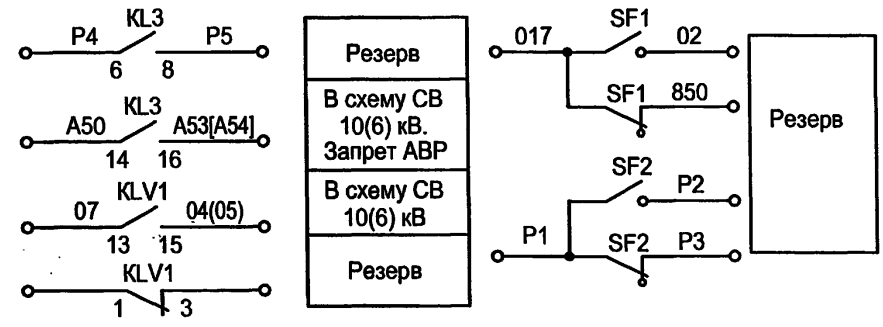 KL3
P4 P5
6 8
Резерв
KL3
A50 A53[A54]
14 16
В схему СВ
10(6) кВ.
Запрет АВР
KLV1
07 04(05)
13 15
В схему СВ
10(6) кВ
KLV1
1 3
Резерв
SF1
017 02
SF1 850
SF2
P2
P1 SF2 P3
Резерв